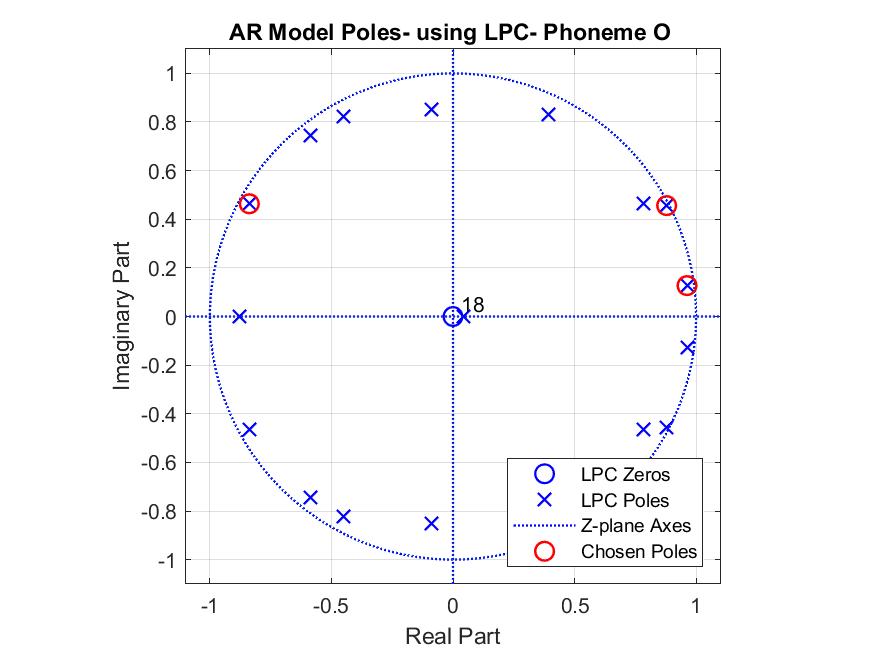 AR Model Poles- using LPC- Phoneme O
1
0.8
0.6
0.4
0.2
0
-0.2
-0.4
-0.6
-0.8
-1
Imaginary Part
18
LPC Zeros
LPC Poles
Z-plane Axes
Chosen Poles
-1
-0.5
0
0.5
1
Real Part